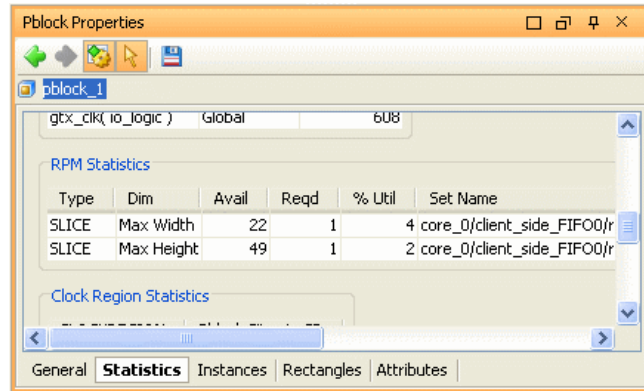 Pblock Properties
pblock_1
gtx_clk( io_logic ) Global 608
RPM Statistics
Type Dim Avail Reqd % Util Set Name
SLICE Max Width 22 1 4 core_0/client_side_FIFO0/r
SLICE Max Height 49 1 2 core_0/client_side_FIFO0/r
Clock Region Statistics
General Statistics Instances Rectangles Attributes